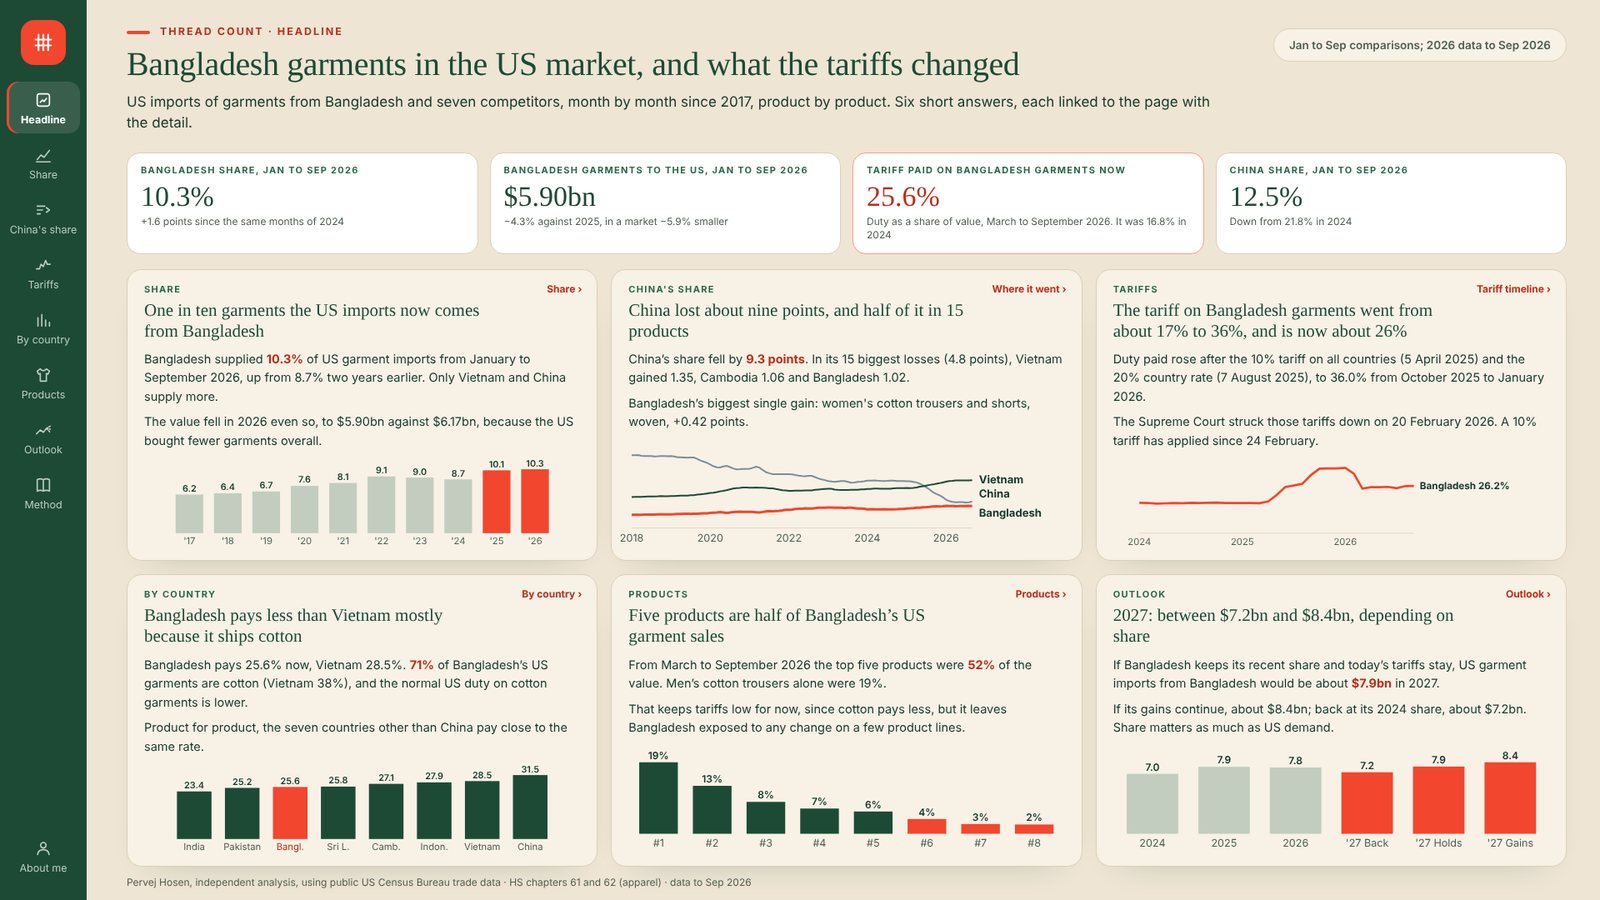 Headline
Share
China's share
Tariffs
By country
Products
Outlook
Method
About me
THREAD COUNT · HEADLINE
Bangladesh garments in the US market, and what the tariffs changed
US imports of garments from Bangladesh and seven competitors, month by month since 2017, product by product. Six short answers, each linked to the page with
the detail.
Jan to Sep comparisons; 2026 data to Sep 2026
BANGLADESH SHARE, JAN TO SEP 2026
10.3%
+1.6 points since the same months of 2024
BANGLADESH GARMENTS TO THE US, JAN TO SEP 2026
$5.90bn
−4.3% against 2025, in a market −5.9% smaller
TARIFF PAID ON BANGLADESH GARMENTS NOW
25.6%
Duty as a share of value, March to September 2026. It was 16.8% in
2024
CHINA SHARE, JAN TO SEP 2026
12.5%
Down from 21.8% in 2024
SHARE
Share ›
One in ten garments the US imports now comes
from Bangladesh
Bangladesh supplied 10.3% of US garment imports from January to
September 2026, up from 8.7% two years earlier. Only Vietnam and China
supply more.
The value fell in 2026 even so, to $5.90bn against $6.17bn, because the US
bought fewer garments overall.
6.2 6.4 6.7 7.6 8.1 9.1 9.0 8.7 10.1 10.3
'17 '18 '19 '20 '21 '22 '23 '24 '25 '26
CHINA'S SHARE
Where it went ›
China lost about nine points, and half of it in 15
products
China’s share fell by 9.3 points. In its 15 biggest losses (4.8 points), Vietnam
gained 1.35, Cambodia 1.06 and Bangladesh 1.02.
Bangladesh’s biggest single gain: women's cotton trousers and shorts,
woven, +0.42 points.
Vietnam
China
Bangladesh
2018 2020 2022 2024 2026
TARIFFS
Tariff timeline ›
The tariff on Bangladesh garments went from
about 17% to 36%, and is now about 26%
Duty paid rose after the 10% tariff on all countries (5 April 2025) and the
20% country rate (7 August 2025), to 36.0% from October 2025 to January
2026.
The Supreme Court struck those tariffs down on 20 February 2026. A 10%
tariff has applied since 24 February.
Bangladesh 26.2%
2024 2025 2026
BY COUNTRY
By country ›
Bangladesh pays less than Vietnam mostly
because it ships cotton
Bangladesh pays 25.6% now, Vietnam 28.5%. 71% of Bangladesh’s US
garments are cotton (Vietnam 38%), and the normal US duty on cotton
garments is lower.
Product for product, the seven countries other than China pay close to the
same rate.
23.4 25.2 25.6 25.8 27.1 27.9 28.5 31.5
India Pakistan Bangl. Sri L. Camb. Indon. Vietnam China
PRODUCTS
Products ›
Five products are half of Bangladesh’s US
garment sales
From March to September 2026 the top five products were 52% of the
value. Men’s cotton trousers alone were 19%.
That keeps tariffs low for now, since cotton pays less, but it leaves
Bangladesh exposed to any change on a few product lines.
19% 13% 8% 7% 6% 4% 3% 2%
#1 #2 #3 #4 #5 #6 #7 #8
OUTLOOK
Outlook ›
2027: between $7.2bn and $8.4bn, depending on
share
If Bangladesh keeps its recent share and today’s tariffs stay, US garment
imports from Bangladesh would be about $7.9bn in 2027.
If its gains continue, about $8.4bn; back at its 2024 share, about $7.2bn.
Share matters as much as US demand.
7.0 7.9 7.8 7.2 7.9 8.4
2024 2025 2026 '27 Back '27 Holds '27 Gains
Pervej Hosen, independent analysis, using public US Census Bureau trade data · HS chapters 61 and 62 (apparel) · data to Sep 2026